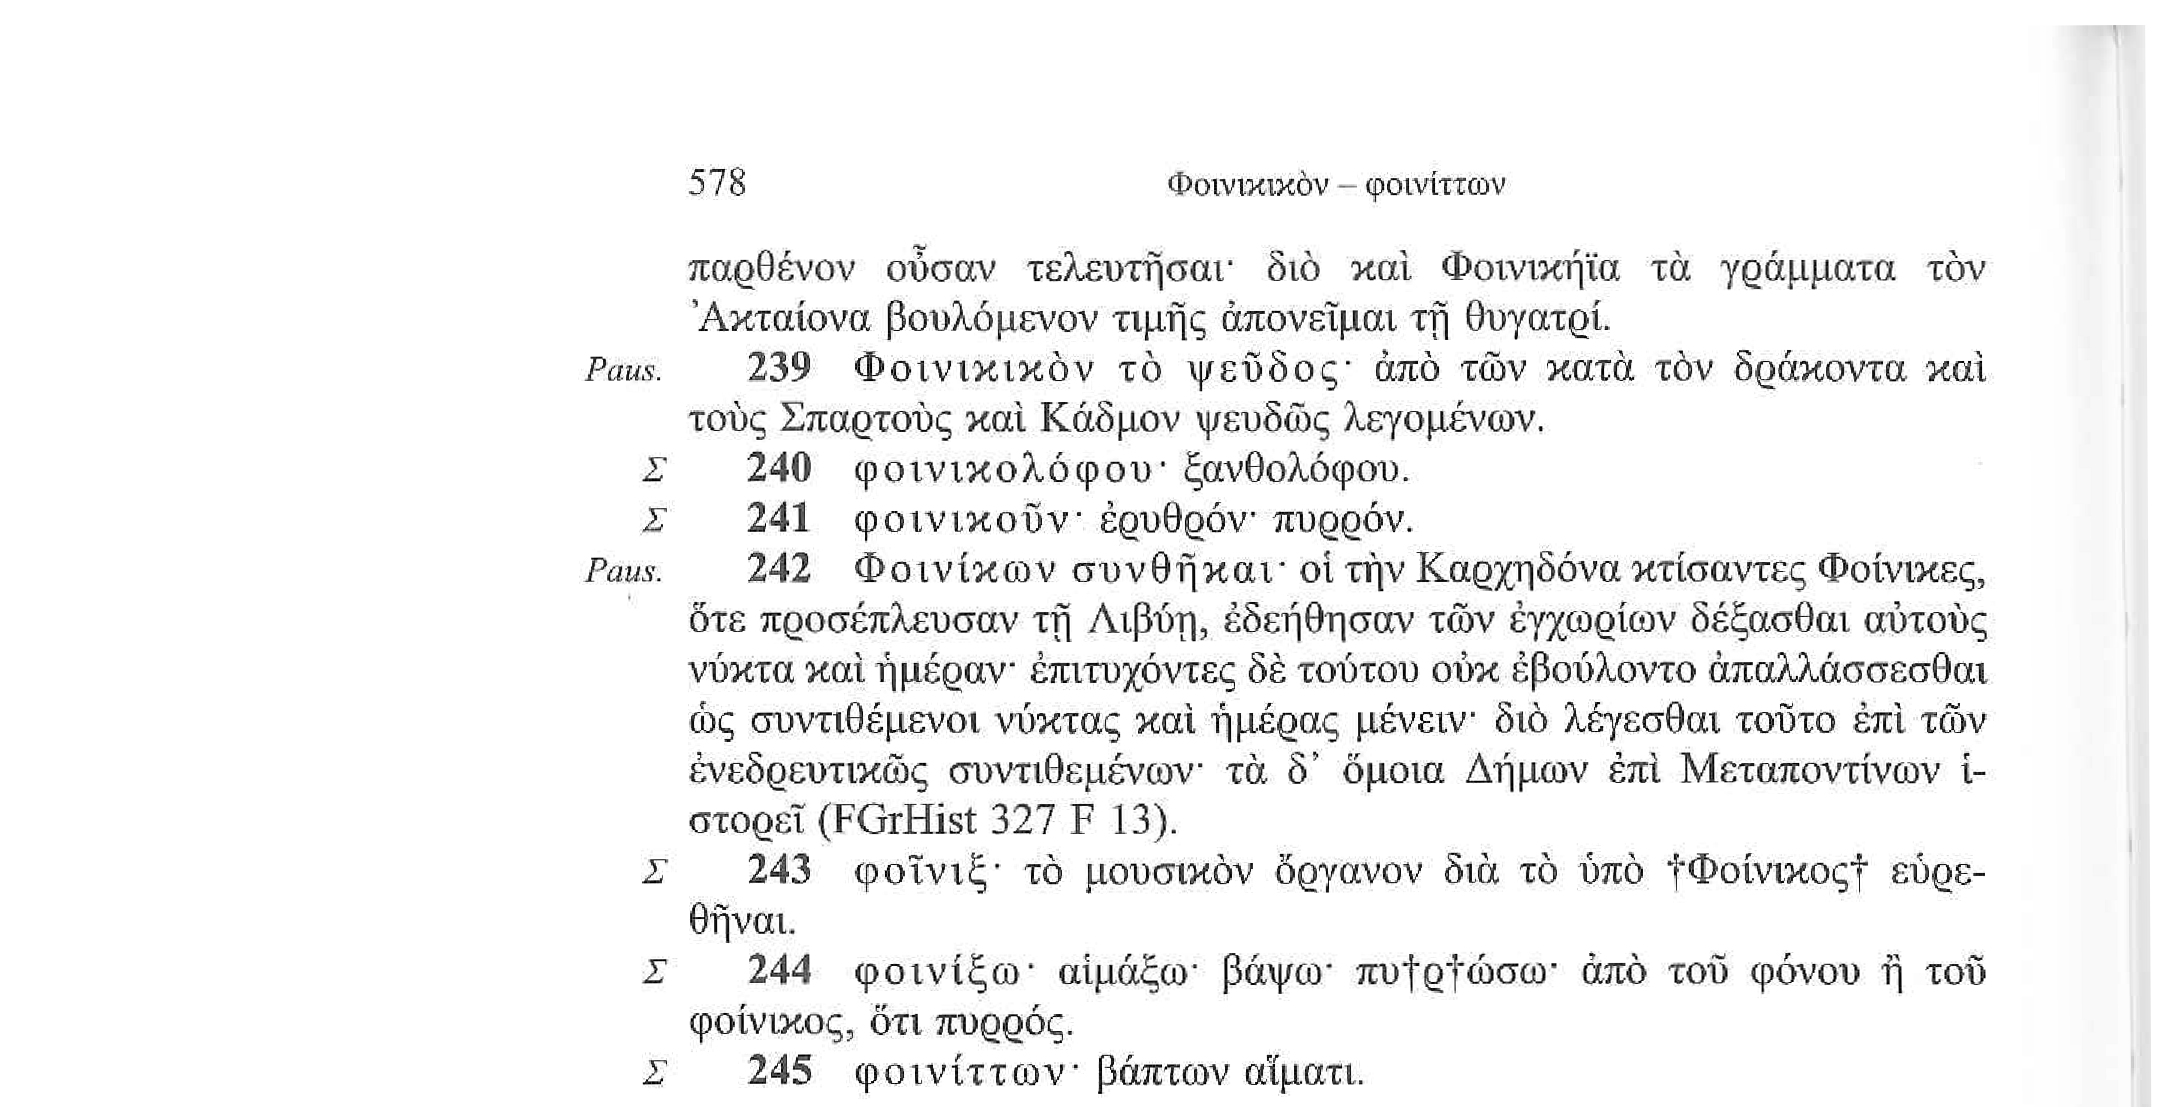 578 Φοινικικὸν – φοινίττων
παρθένον οὖσαν τελευτῆσαι· διὸ καὶ Φοινικήϊα τὰ γράμματα τὸν
Ἀκταίονα βουλόμενον τιμῆς ἀπονεῖμαι τῇ θυγατρί.
Paus. 239 Φοινικικὸν τὸ ψεῦδος· ἀπὸ τῶν κατὰ τὸν δράκοντα καὶ
τοὺς Σπαρτοὺς καὶ Κάδμον ψευδῶς λεγομένων.
Σ 240 φοινικολόφου· ξανθολόφου.
Σ 241 φοινικοῦν· ἐρυθρόν· πυρρόν.
Paus. 242 Φοινίκων συνθῆκαι· οἱ τὴν Καρχηδόνα κτίσαντες Φοίνικες,
ὅτε προσέπλευσαν τῇ Λιβύῃ, ἐδεήθησαν τῶν ἐγχωρίων δέξασθαι αὐτοὺς
νύκτα καὶ ἡμέραν· ἐπιτυχόντες δὲ τούτου οὐκ ἐβούλοντο ἀπαλλάσσεσθαι
ὡς συντιθέμενοι νύκτας καὶ ἡμέρας μένειν· διὸ λέγεσθαι τοῦτο ἐπὶ τῶν
ἐνεδρευτικῶς συντιθεμένων· τὰ δ’ ὅμοια Δήμων ἐπὶ Μεταποντίνων ἱ-
στορεῖ (FGrHist 327 F 13).
Σ 243 φοῖνιξ· τὸ μουσικὸν ὄργανον διὰ τὸ ὑπὸ †Φοίνικος† εὑρε-
θῆναι.
Σ 244 φοινίξω· αἱμάξω· βάψω· πυ†ρ†ώσω· ἀπὸ τοῦ φόνου ἢ τοῦ
φοίνικος, ὅτι πυρρός.
Σ 245 φοινίττων· βάπτων αἵματι.